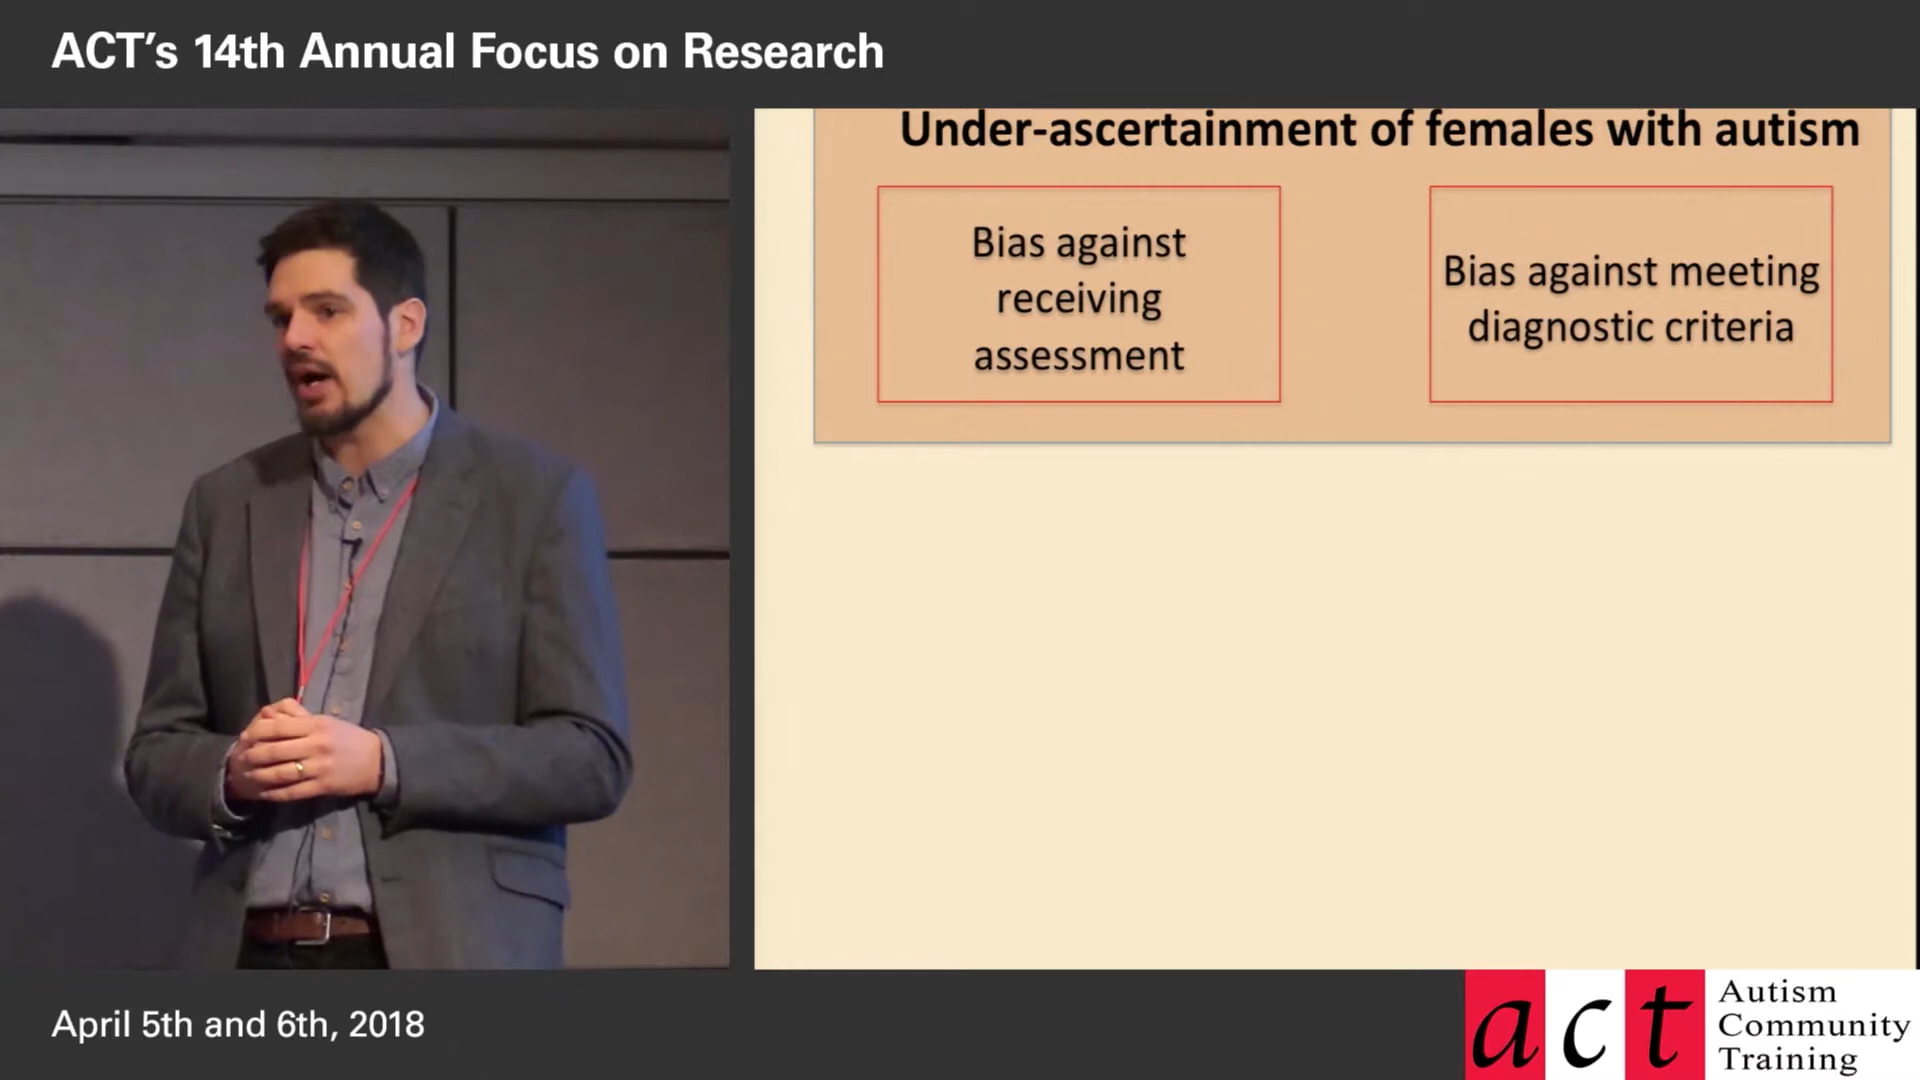 ACT's 14th Annual Focus on Research
Under-ascertainment of females with autism
Bias against
receiving
assessment
Bias against meeting
diagnostic criteria
April 5th and 6th, 2018
act
Autism
Community
Training